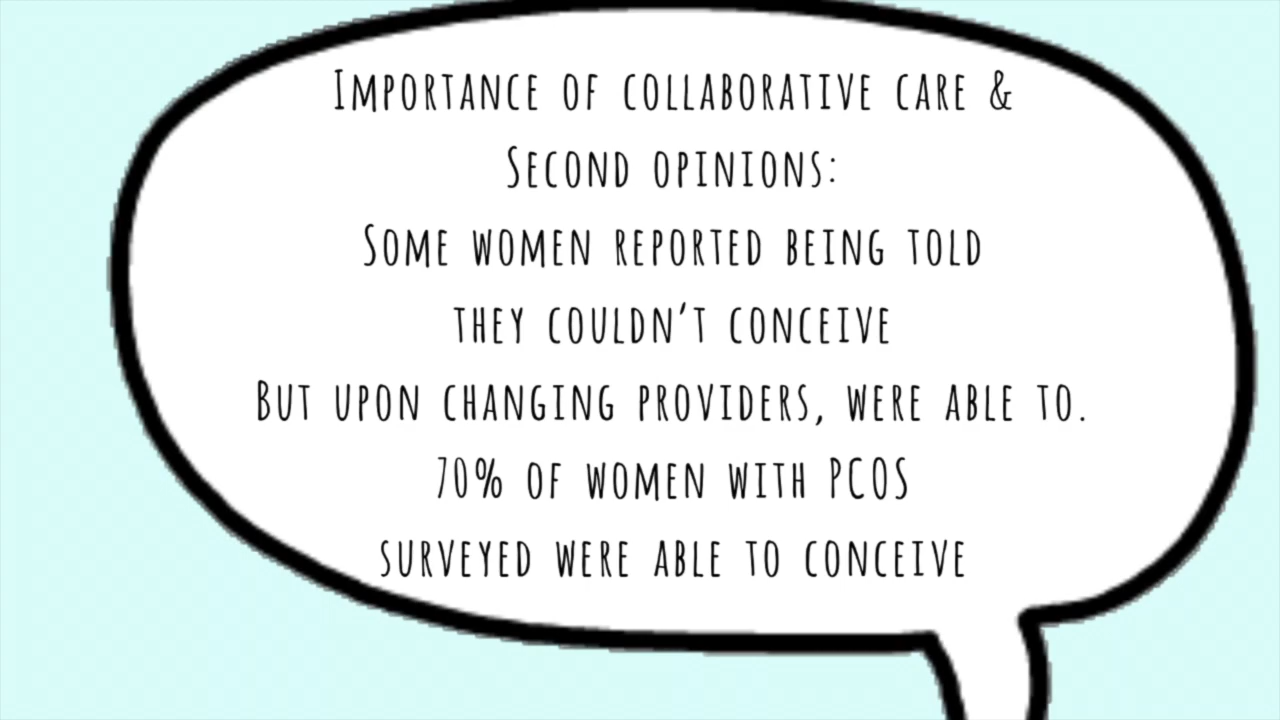 Importance of collaborative care &
Second opinions:
Some women reported being told
they couldn't conceive
But upon changing providers, were able to.
70% of women with PCOS
surveyed were able to conceive